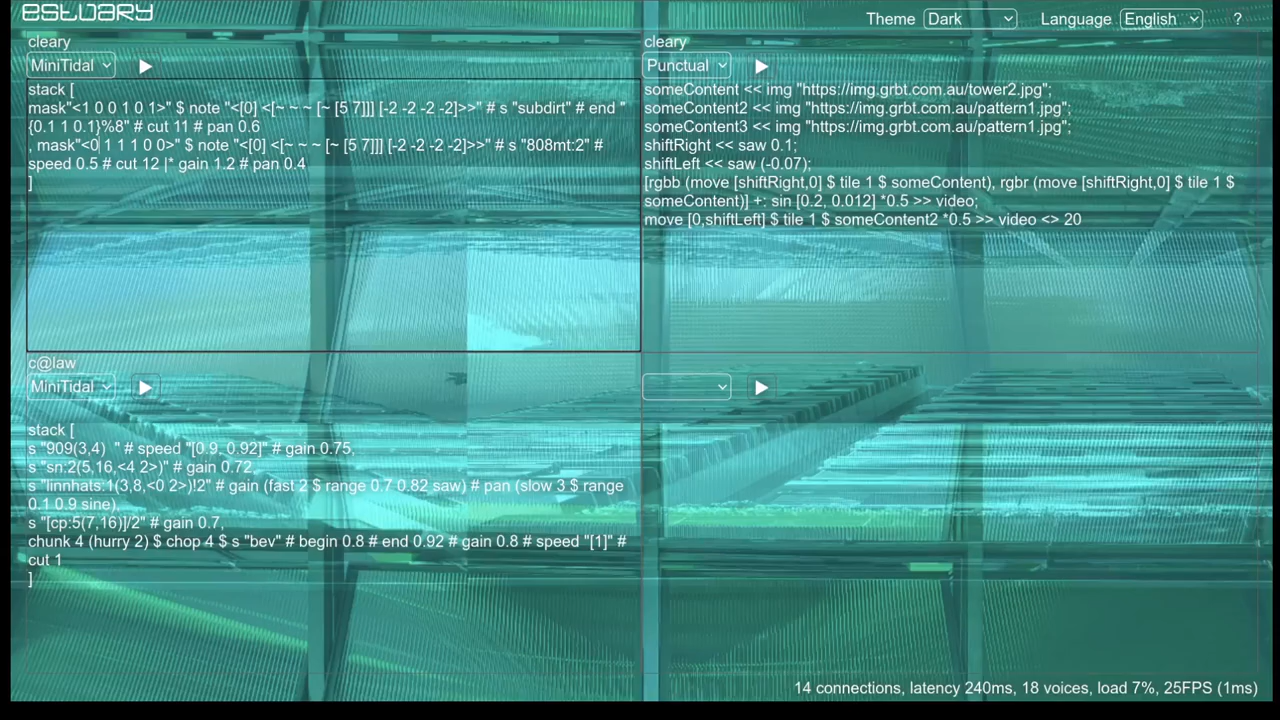 estuary
Theme Dark Language English ?
cleary
MiniTidal
stack [
mask"<1 0 0 1 0 1>" $ note "<[0] <[~ ~ ~ [~ [5 7]]] [-2 -2 -2 -2]>>" # s "subdirt" # end "
{0.1 1 0.1}%8" # cut 11 # pan 0.6
, mask"<0 1 1 1 0 0>" $ note "<[0] <[~ ~ ~ [~ [5 7]]] [-2 -2 -2 -2]>>" # s "808mt:2" #
speed 0.5 # cut 12 |* gain 1.2 # pan 0.4
]
cleary
Punctual
someContent << img "https://img.grbt.com.au/tower2.jpg";
someContent2 << img "https://img.grbt.com.au/pattern1.jpg";
someContent3 << img "https://img.grbt.com.au/pattern1.jpg";
shiftRight << saw 0.1;
shiftLeft << saw (-0.07);
[rgbb (move [shiftRight,0] $ tile 1 $ someContent), rgbr (move [shiftRight,0] $ tile 1 $
someContent)] +: sin [0.2, 0.012] *0.5 >> video;
move [0,shiftLeft] $ tile 1 $ someContent2 *0.5 >> video <> 20
c@law
MiniTidal
stack [
s "909(3,4)  " # speed "[0.9, 0.92]" # gain 0.75,
s "sn:2(5,16,<4 2>)" # gain 0.72,
s "linnhats:1(3,8,<0 2>)!2" # gain (fast 2 $ range 0.7 0.82 saw) # pan (slow 3 $ range
0.1 0.9 sine),
s "[cp:5(7,16)]/2" # gain 0.7,
chunk 4 (hurry 2) $ chop 4 $ s "bev" # begin 0.8 # end 0.92 # gain 0.8 # speed "[1]" #
cut 1
]
14 connections, latency 240ms, 18 voices, load 7%, 25FPS (1ms)